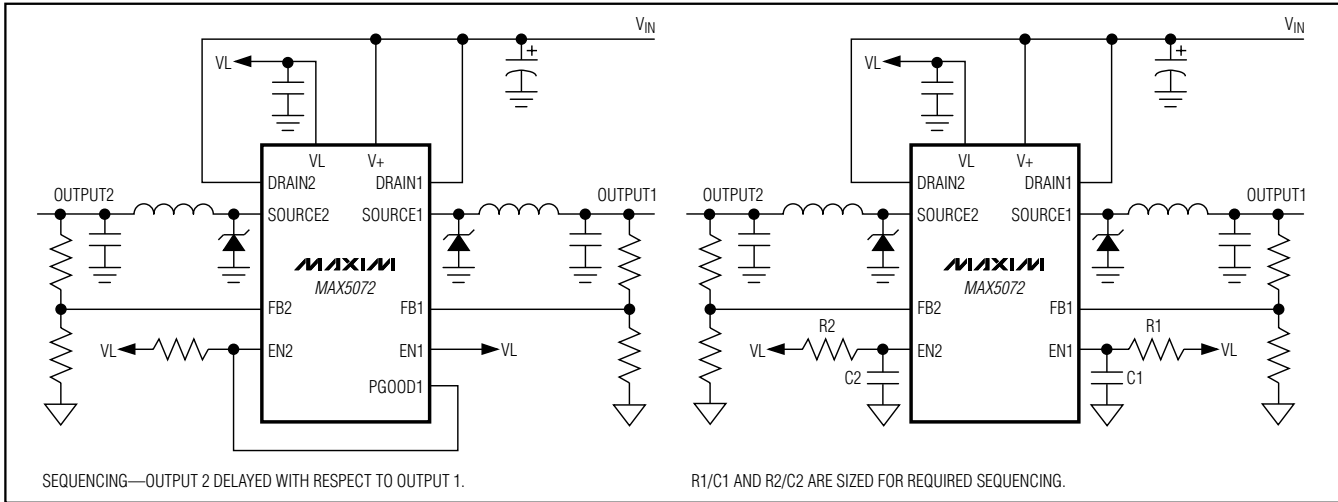 VIN
VL
VL
V+
DRAIN2
DRAIN1
OUTPUT2
OUTPUT1
SOURCE2
SOURCE1
MAXIM
MAX5072
FB2
FB1
VL
EN2
EN1
VL
PGOOD1
SEQUENCING—OUTPUT 2 DELAYED WITH RESPECT TO OUTPUT 1.
VIN
VL
VL
V+
DRAIN2
DRAIN1
OUTPUT2
OUTPUT1
SOURCE2
SOURCE1
MAXIM
MAX5072
FB2
FB1
R2
R1
VL
EN2
EN1
VL
C2
C1
R1/C1 AND R2/C2 ARE SIZED FOR REQUIRED SEQUENCING.